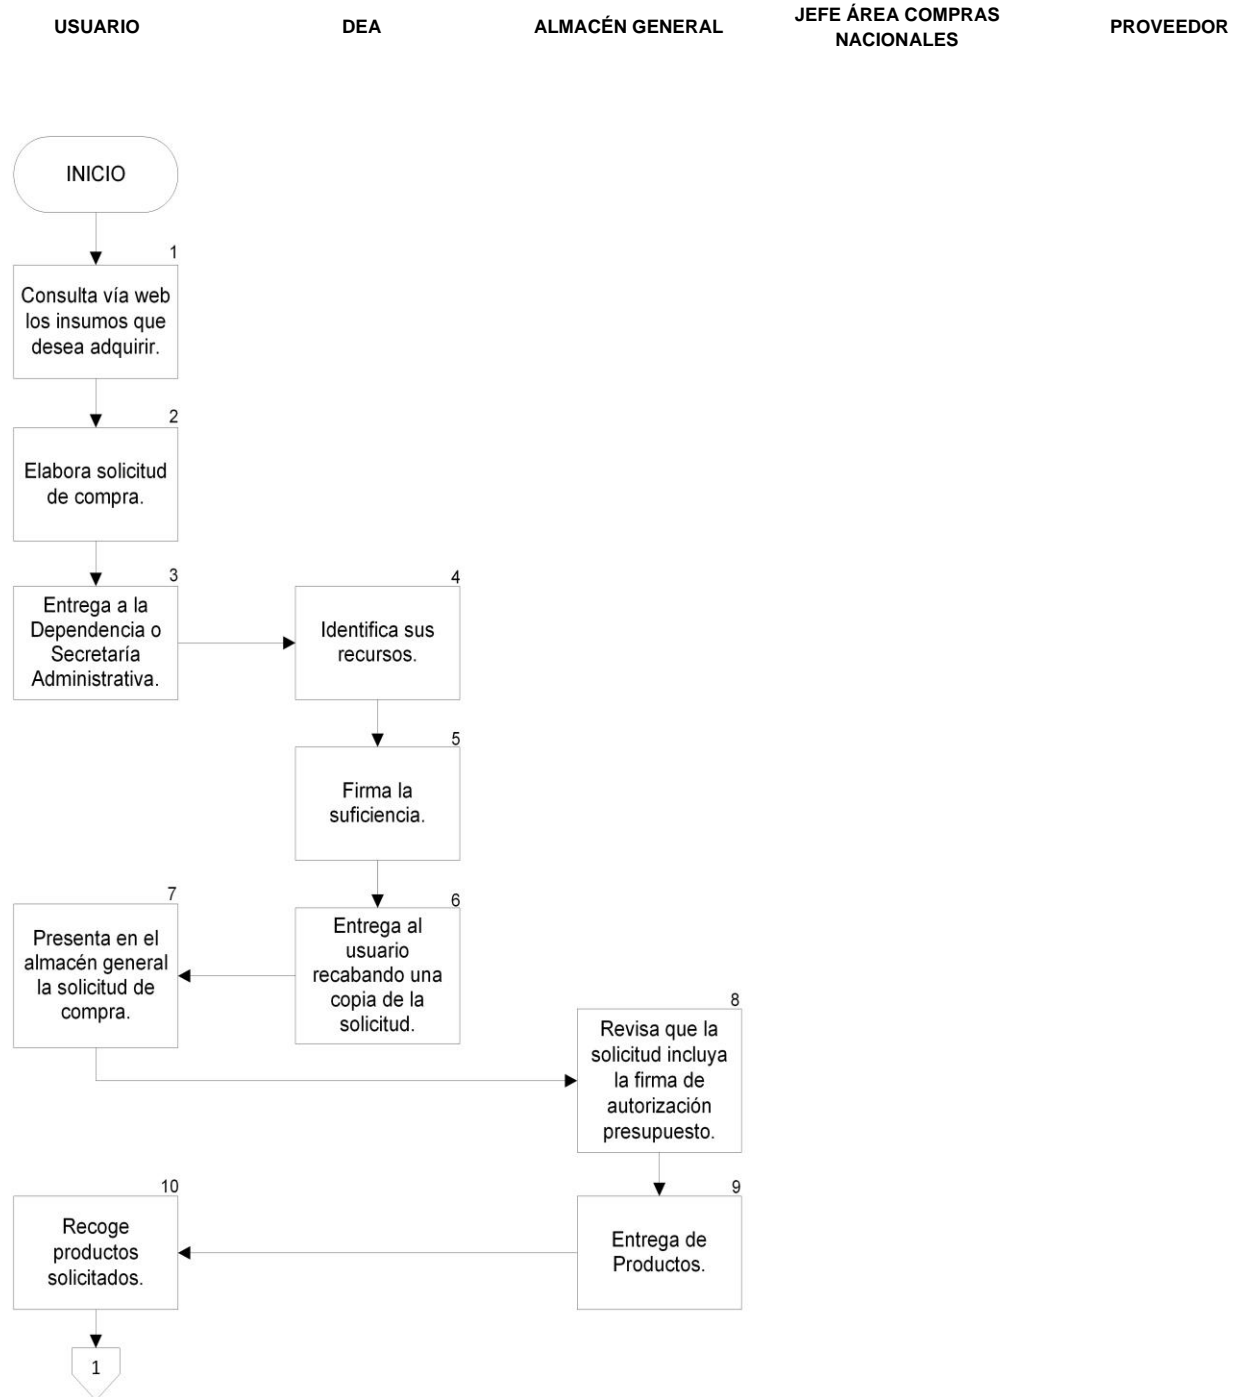 USUARIO
DEA
ALMACÉN GENERAL
JEFE ÁREA COMPRAS
NACIONALES
PROVEEDOR
INICIO
1
Consulta vía web
los insumos que
desea adquirir.
2
Elabora solicitud
de compra.
3
Entrega a la
Dependencia o
Secretaría
Administrativa.
4
Identifica sus
recursos.
5
Firma la
suficiencia.
6
Entrega al
usuario
recabando una
copia de la
solicitud.
7
Presenta en el
almacén general
la solicitud de
compra.
8
Revisa que la
solicitud incluya
la firma de
autorización
presupuesto.
9
Entrega de
Productos.
10
Recoge
productos
solicitados.
1